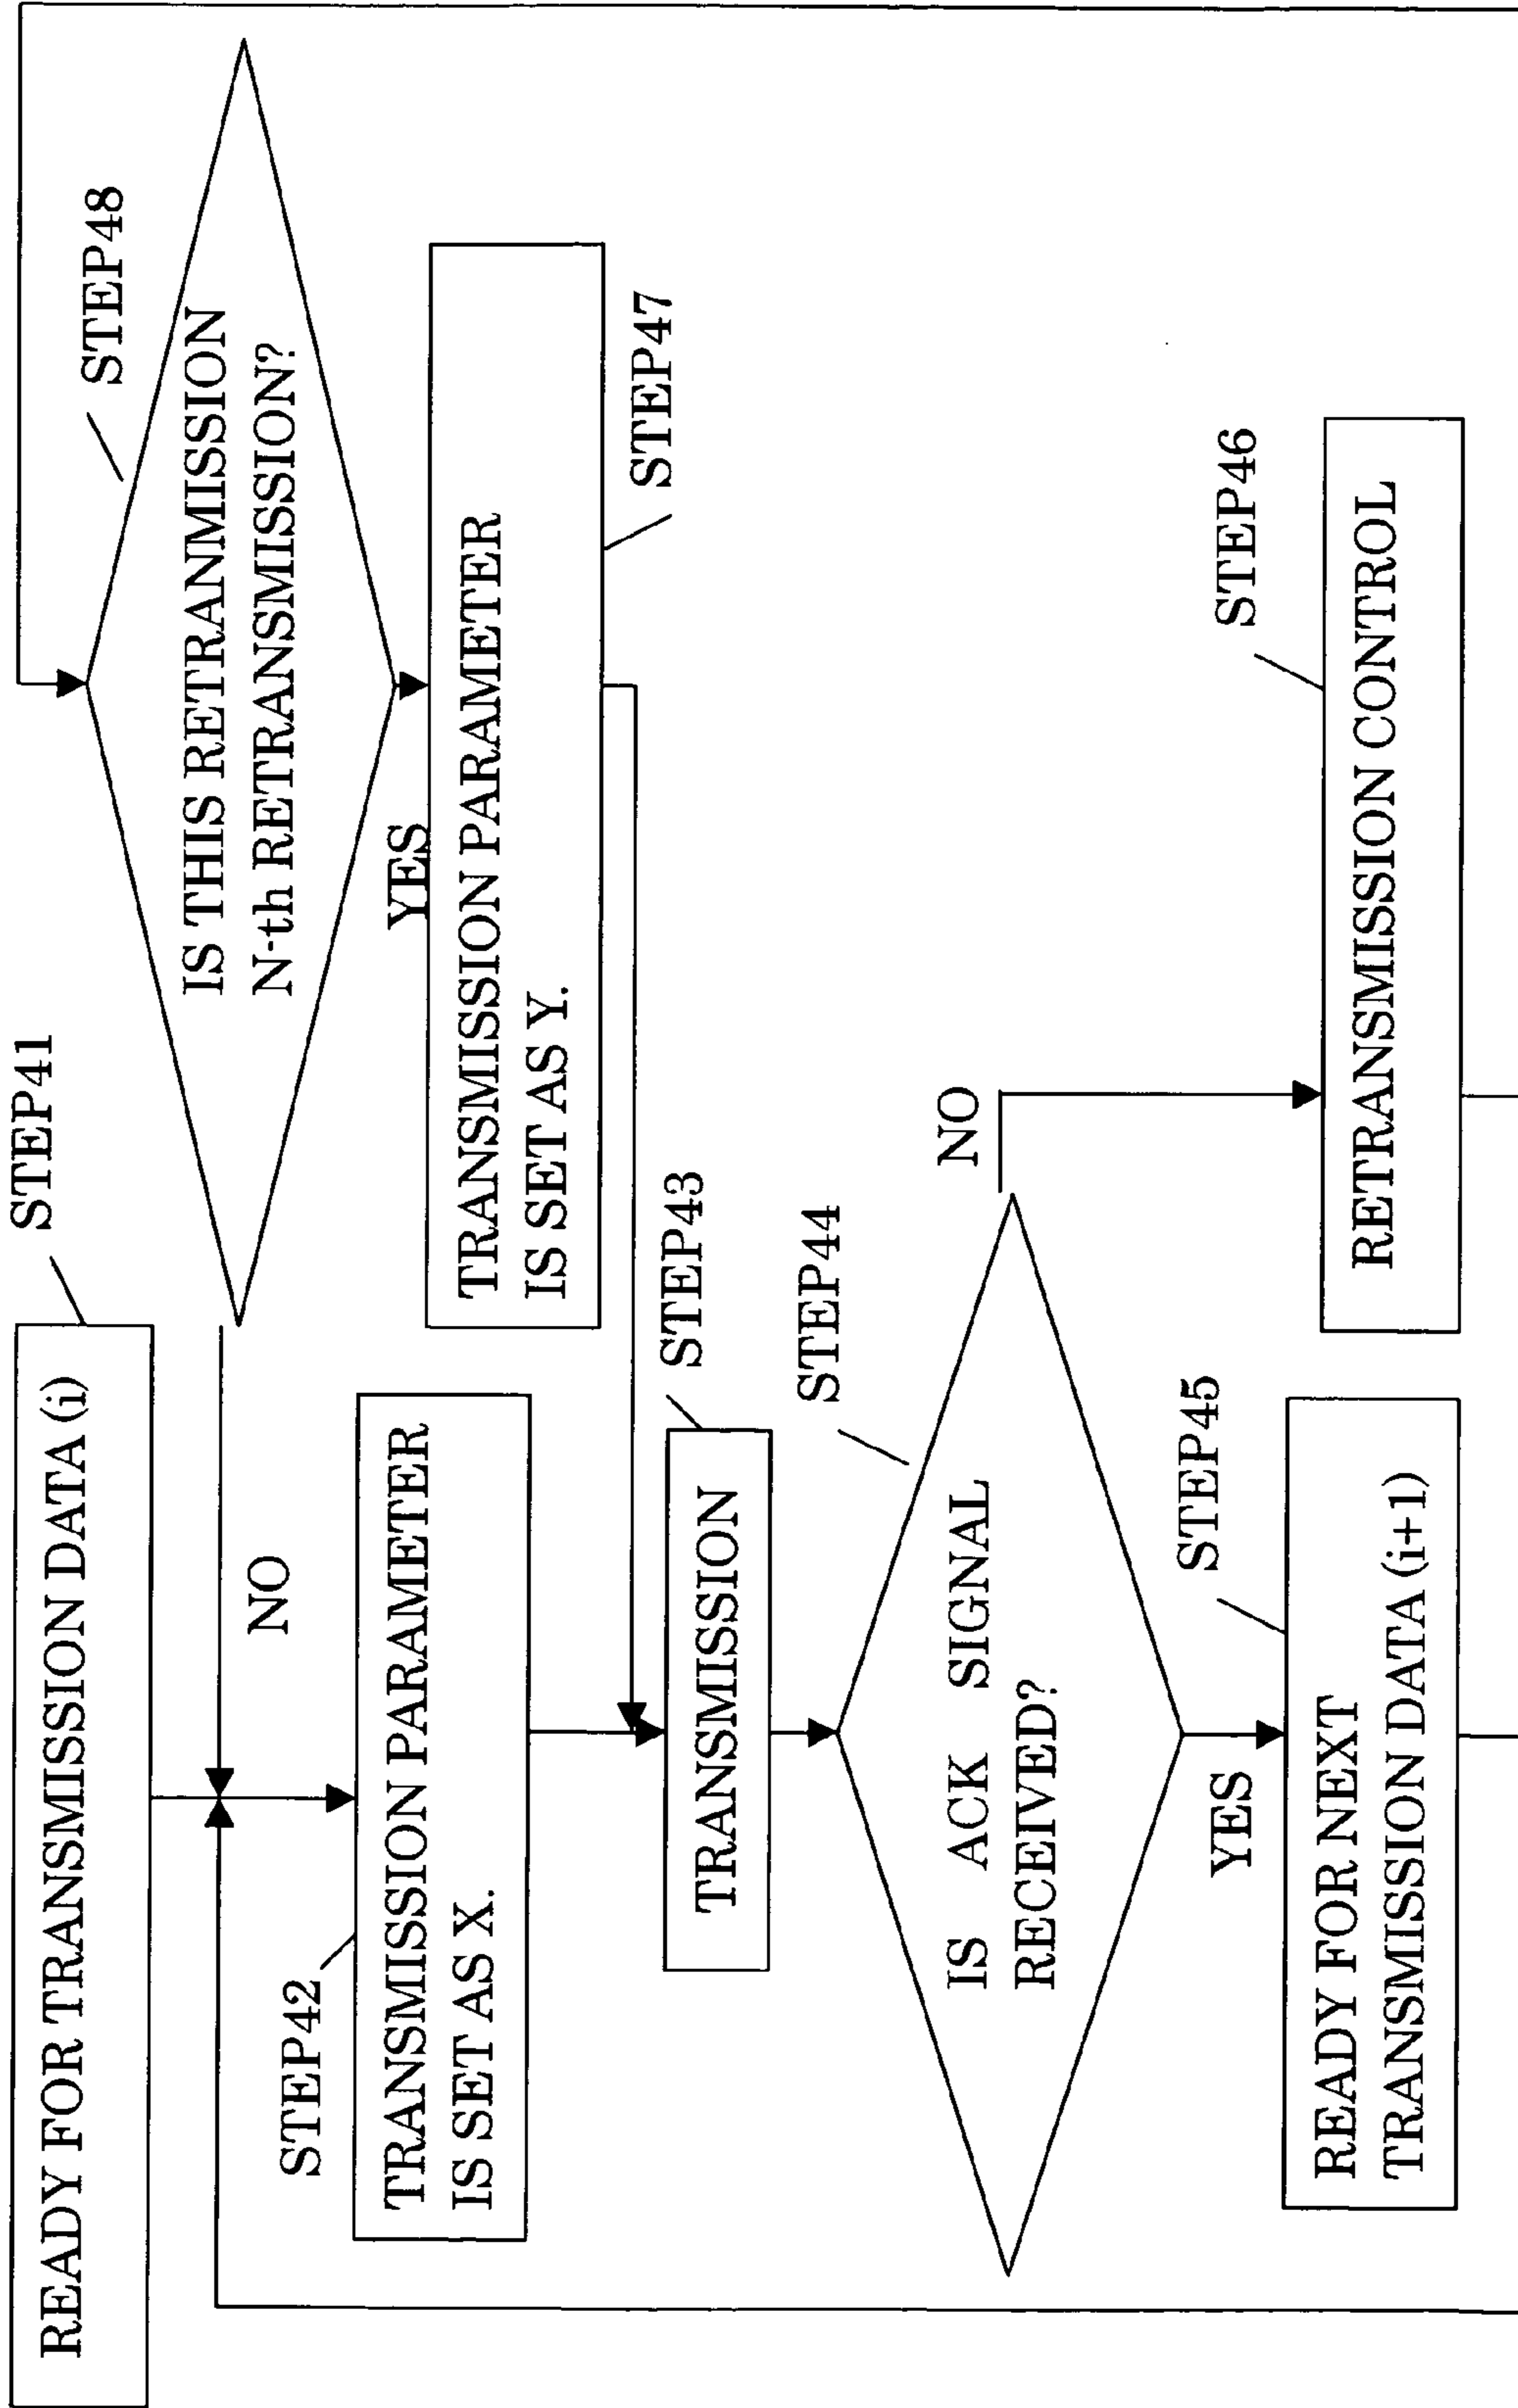 STEP41
READY FOR TRANSMISSION DATA (i)
STEP48
IS THIS RETRANMISSION
N-th RETRANSMISSION?
NO
YES
STEP42
TRANSMISSION PARAMETER
IS SET AS X.
TRANSMISSION PARAMETER
IS SET AS Y.
STEP47
STEP43
TRANSMISSION
STEP44
IS ACK SIGNAL
RECEIVED?
NO
YES
STEP45
READY FOR NEXT
TRANSMISSION DATA (i+1)
STEP46
RETRANSMISSION CONTROL